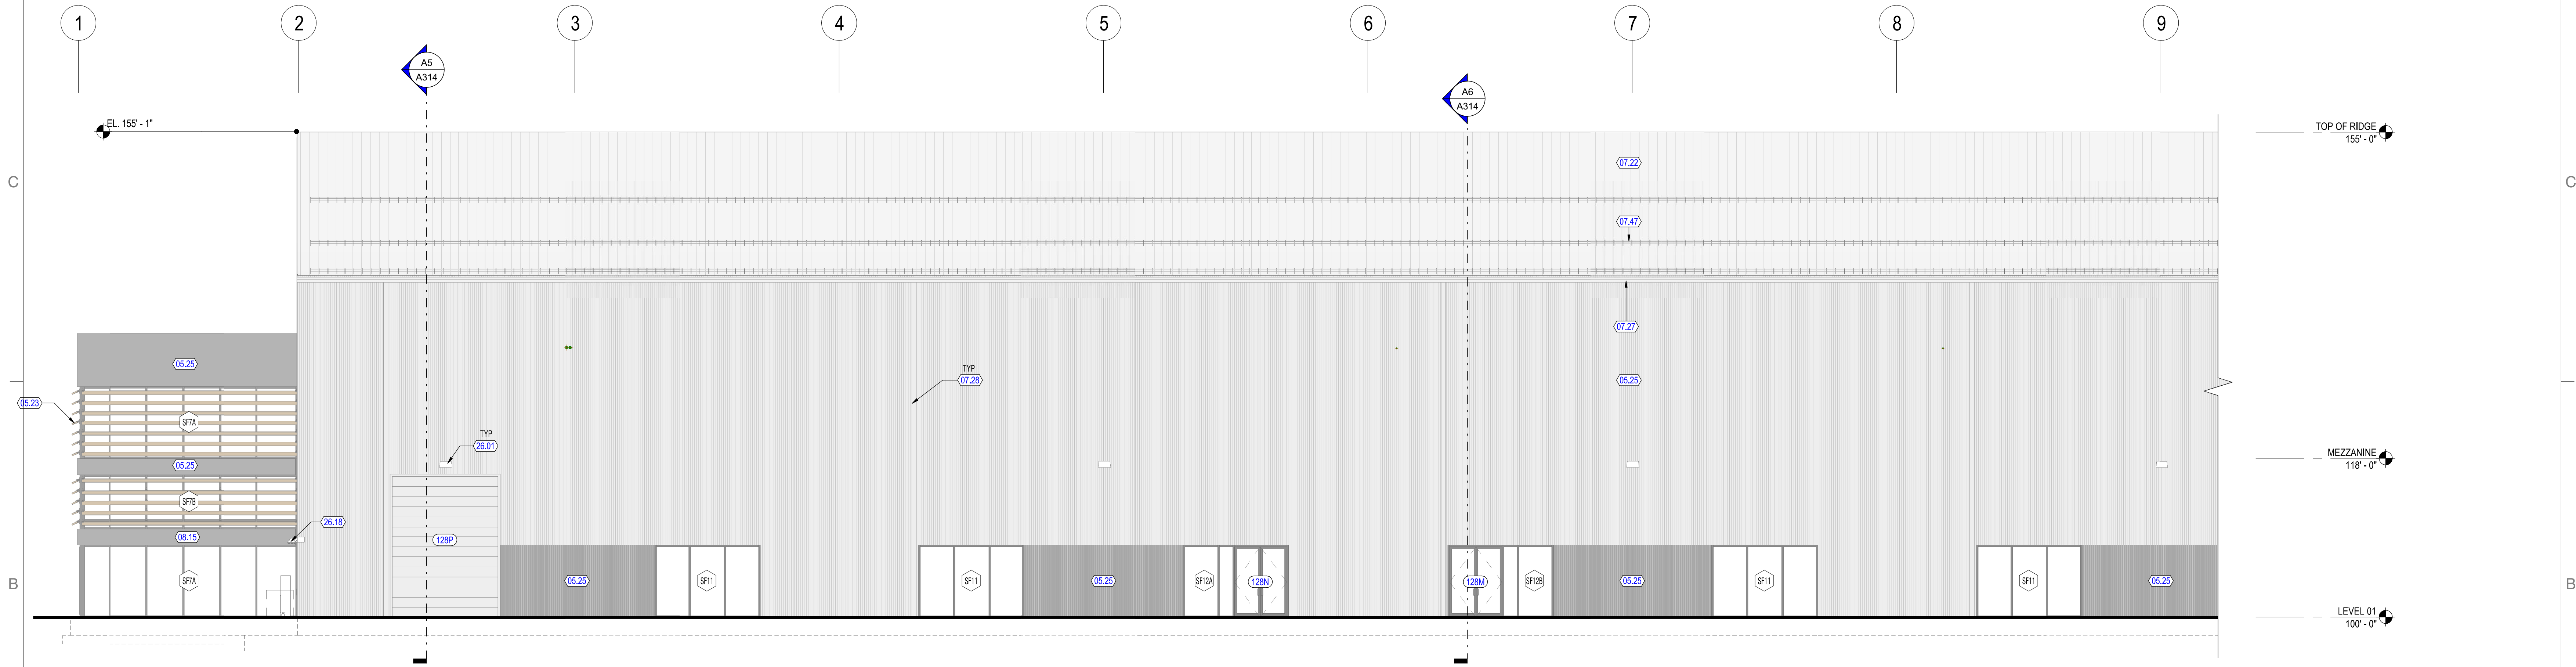 1
2
3
4
5
6
7
8
9
A5
A314
A6
A314
EL. 155' - 1"
TOP OF RIDGE
155' - 0"
C
C
07.22
07.47
07.27
05.25
TYP
07.28
05.25
05.23
SF7A
TYP
26.01
MEZZANINE
118' - 0"
05.25
SF7B
26.18
08.15
128P
SF7A
05.25
SF11
SF11
05.25
SF12A
128N
128M
SF12B
05.25
SF11
SF11
05.25
B
B
LEVEL 01
100' - 0"